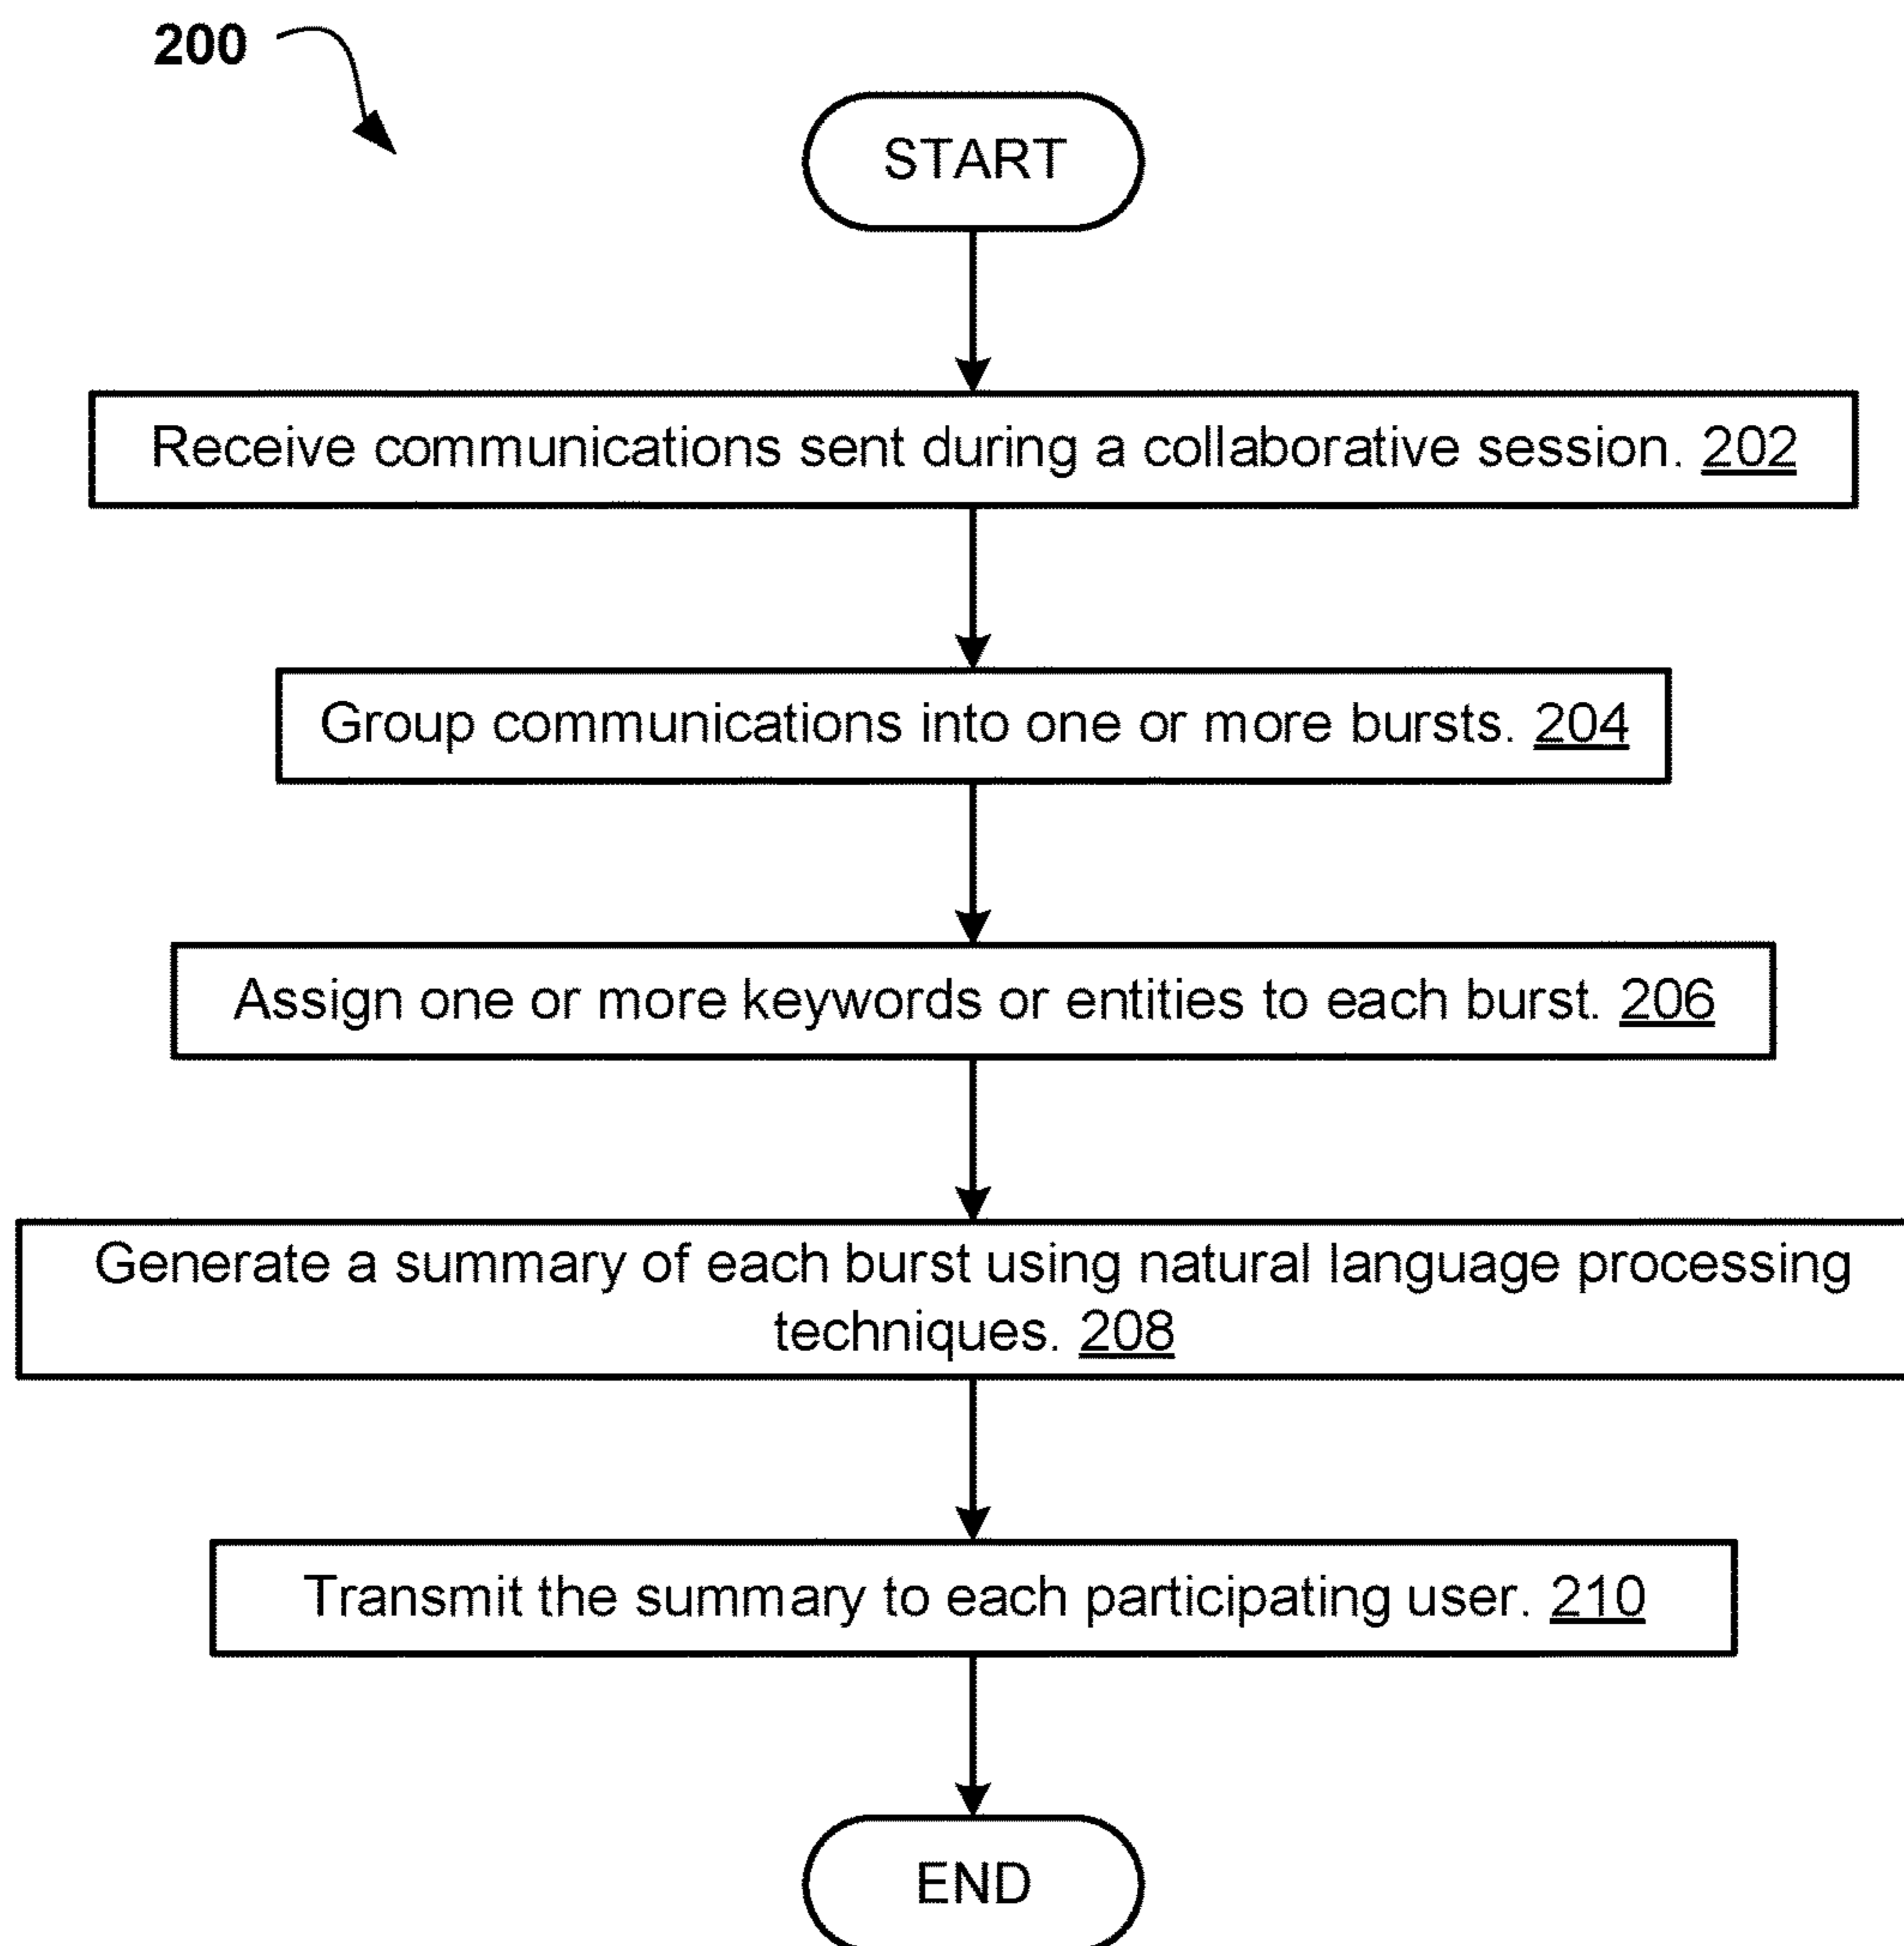 200
START
Receive communications sent during a collaborative session. 202
Group communications into one or more bursts. 204
Assign one or more keywords or entities to each burst. 206
Generate a summary of each burst using natural language processing
techniques. 208
Transmit the summary to each participating user. 210
END